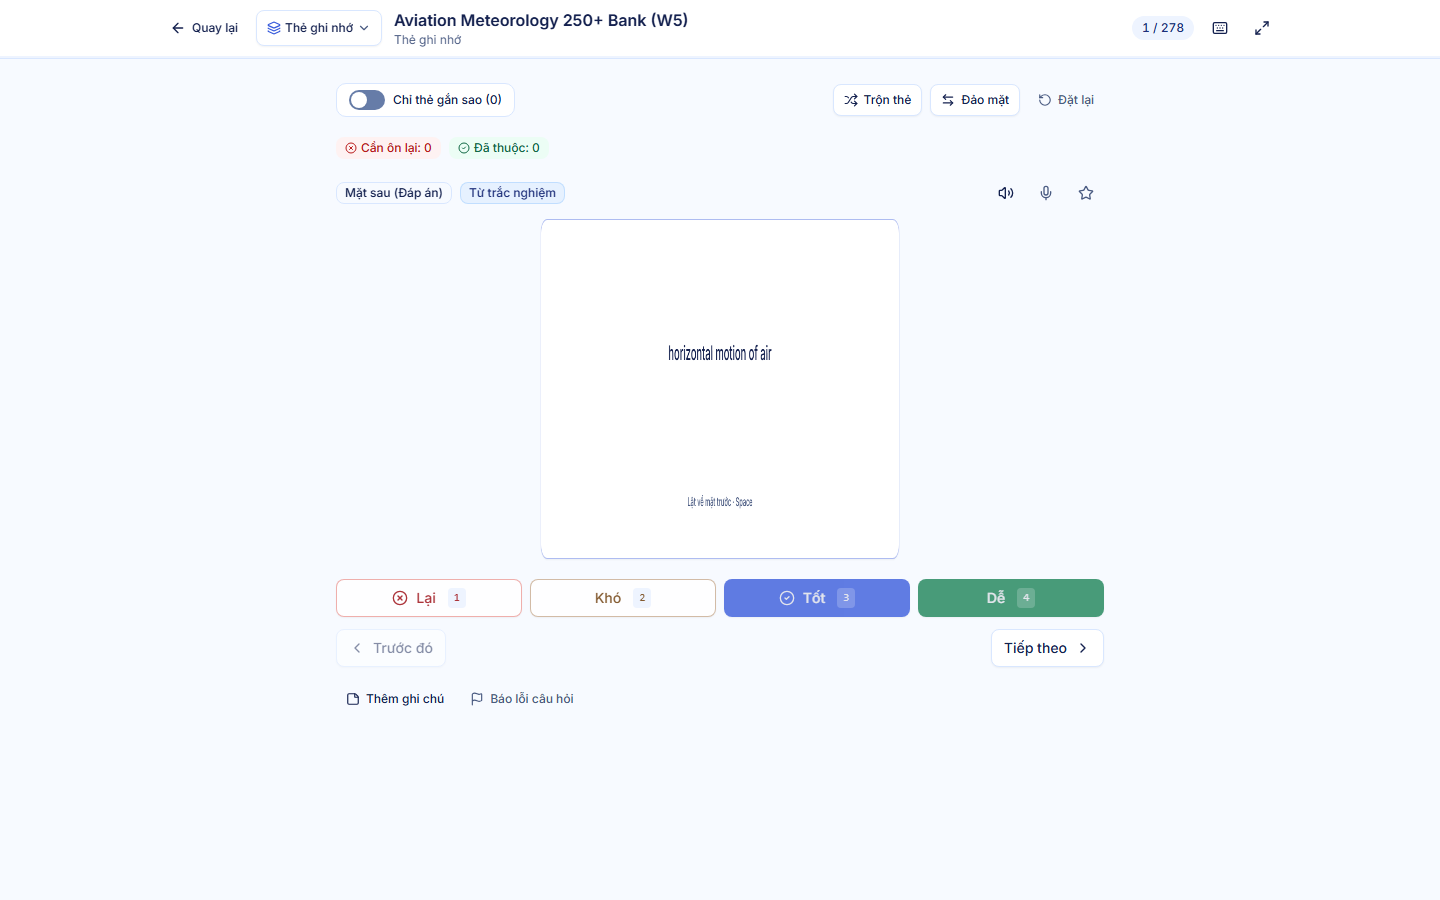 Quay lại
Thẻ ghi nhớ
Aviation Meteorology 250+ Bank (W5)
Thẻ ghi nhớ
1 / 278
Chỉ thẻ gắn sao (0)
Trộn thẻ
Đảo mặt
Đặt lại
Cần ôn lại: 0
Đã thuộc: 0
Mặt sau (Đáp án)
Từ trắc nghiệm
horizontal motion of air
Lật về mặt trước · Space
Lại 1
Khó 2
Tốt 3
Dễ 4
Trước đó
Tiếp theo
Thêm ghi chú
Báo lỗi câu hỏi